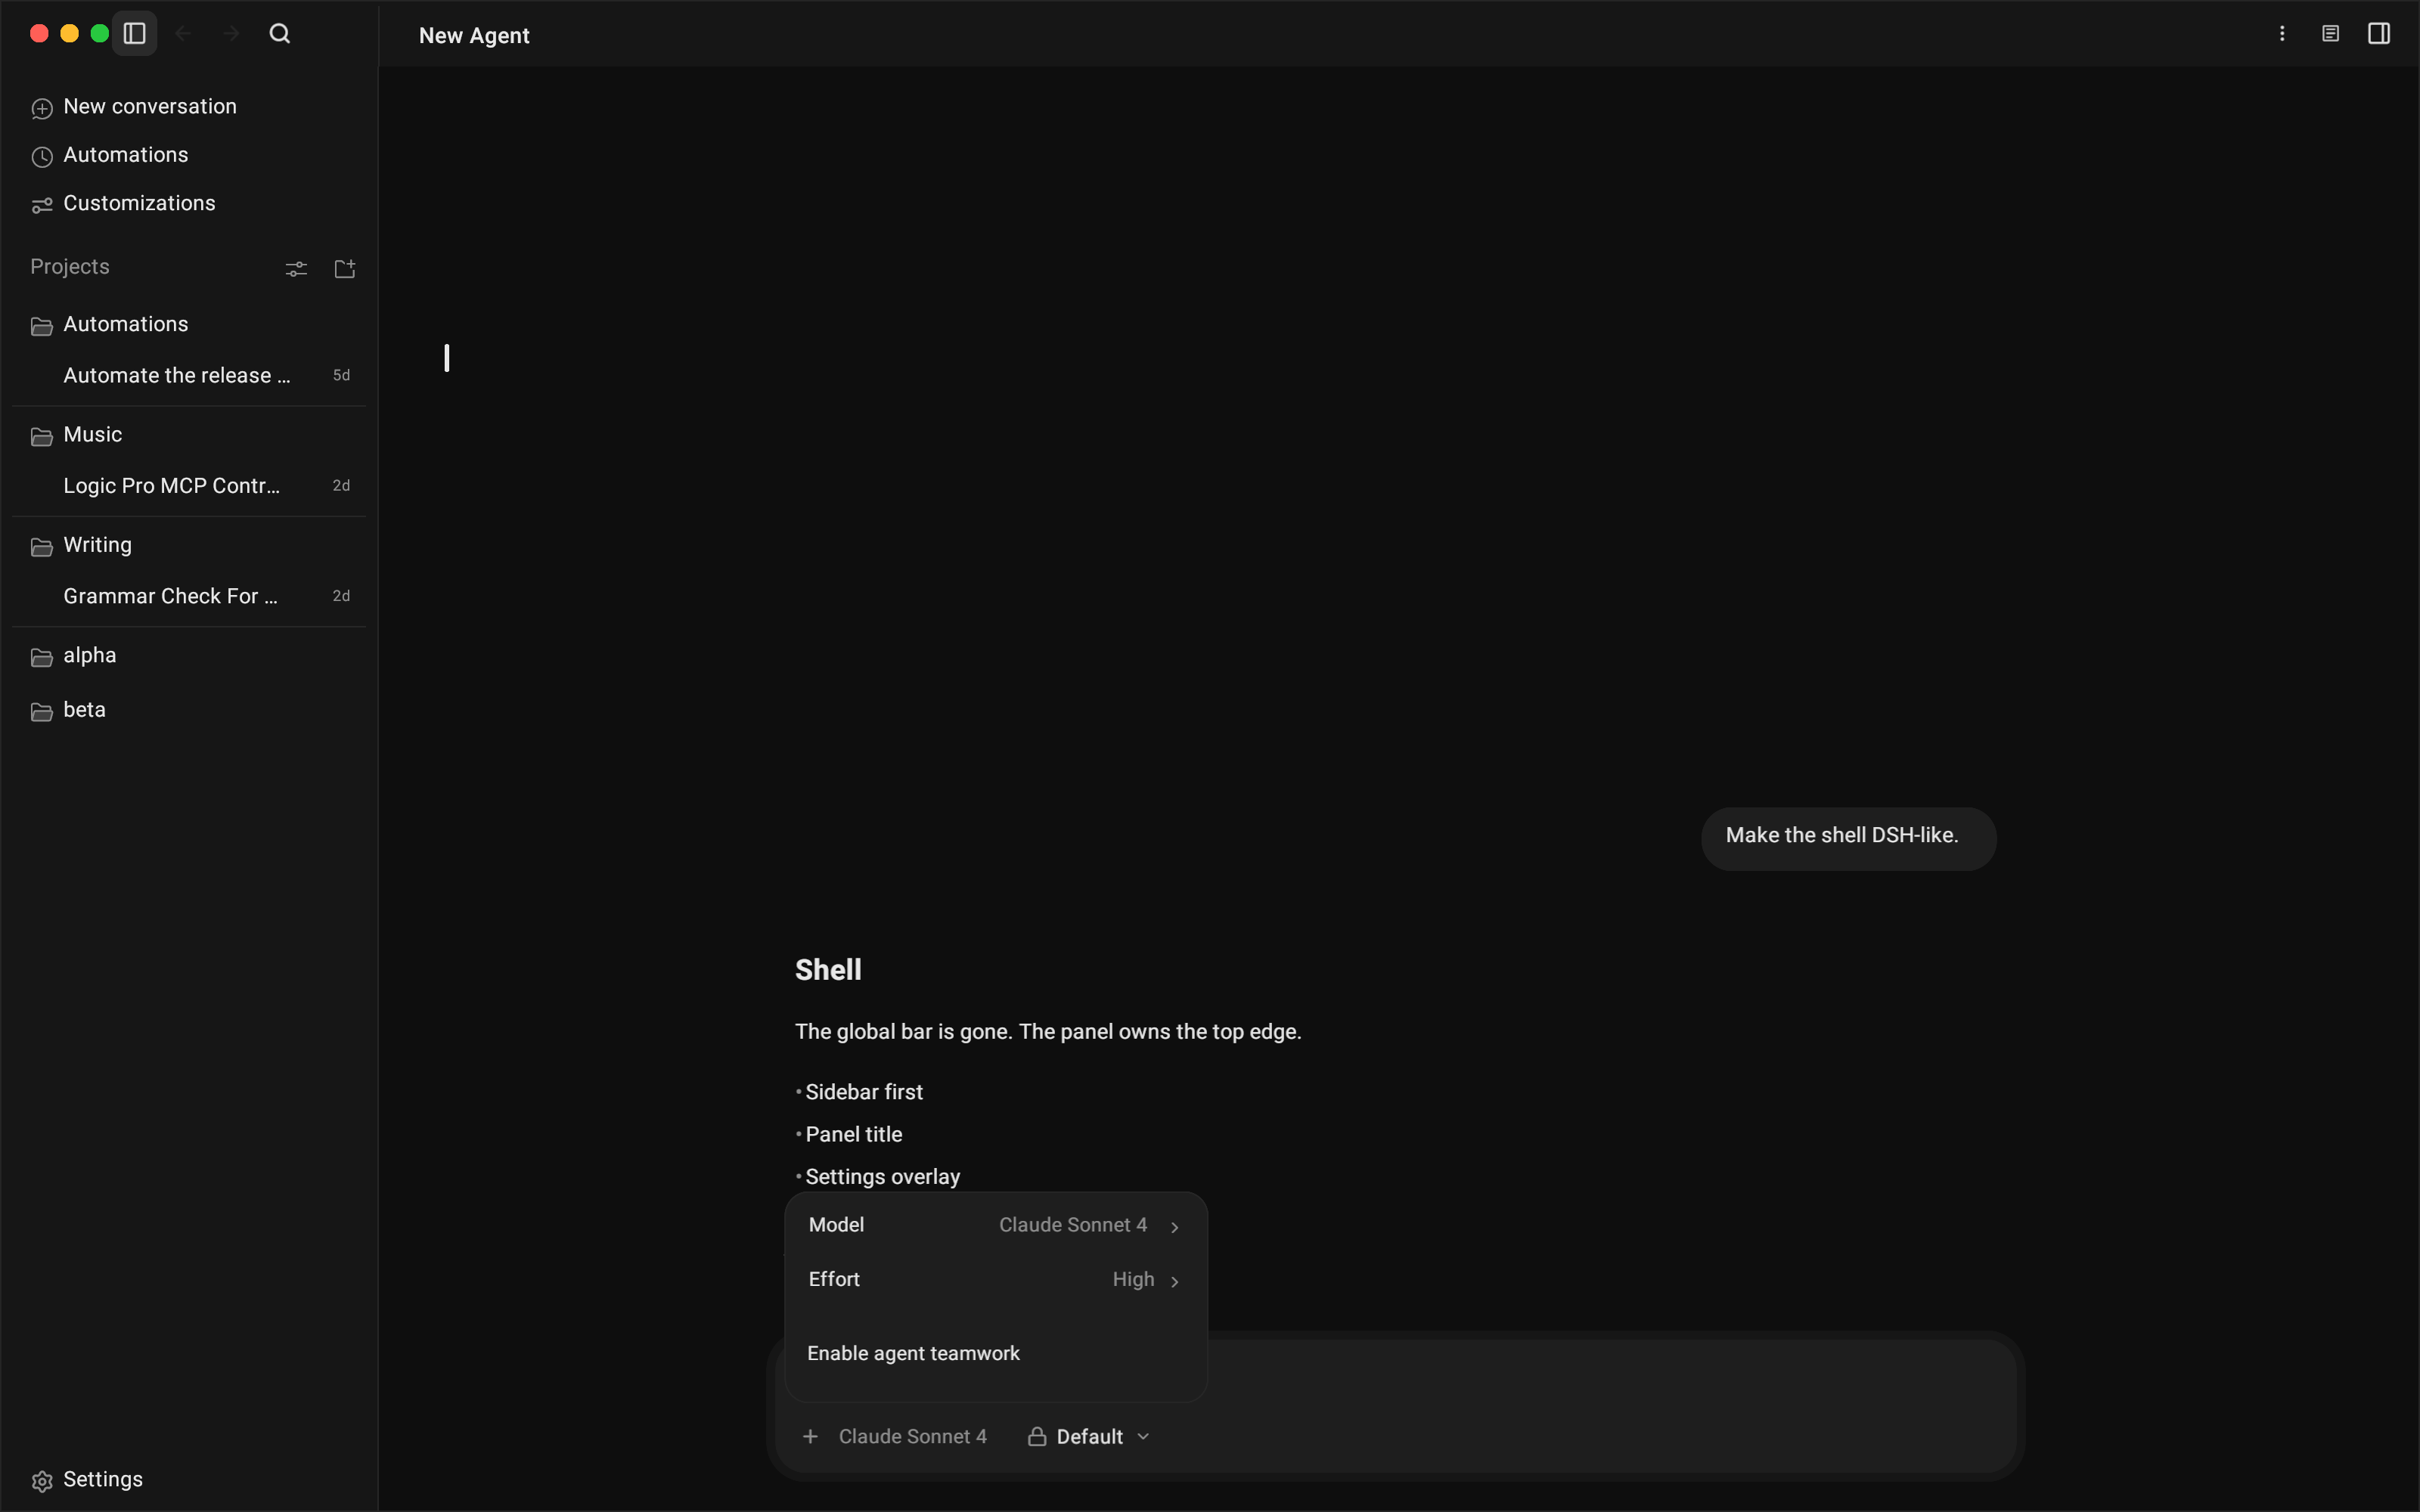 New Agent
New conversation
Automations
Customizations
Projects
Automations
Automate the release ... 5d
Music
Logic Pro MCP Contr... 2d
Writing
Grammar Check For ... 2d
alpha
beta
Settings
Make the shell DSH-like.
Shell
The global bar is gone. The panel owns the top edge.
• Sidebar first
• Panel title
• Settings overlay
Model Claude Sonnet 4
Effort High
Enable agent teamwork
Claude Sonnet 4 Default